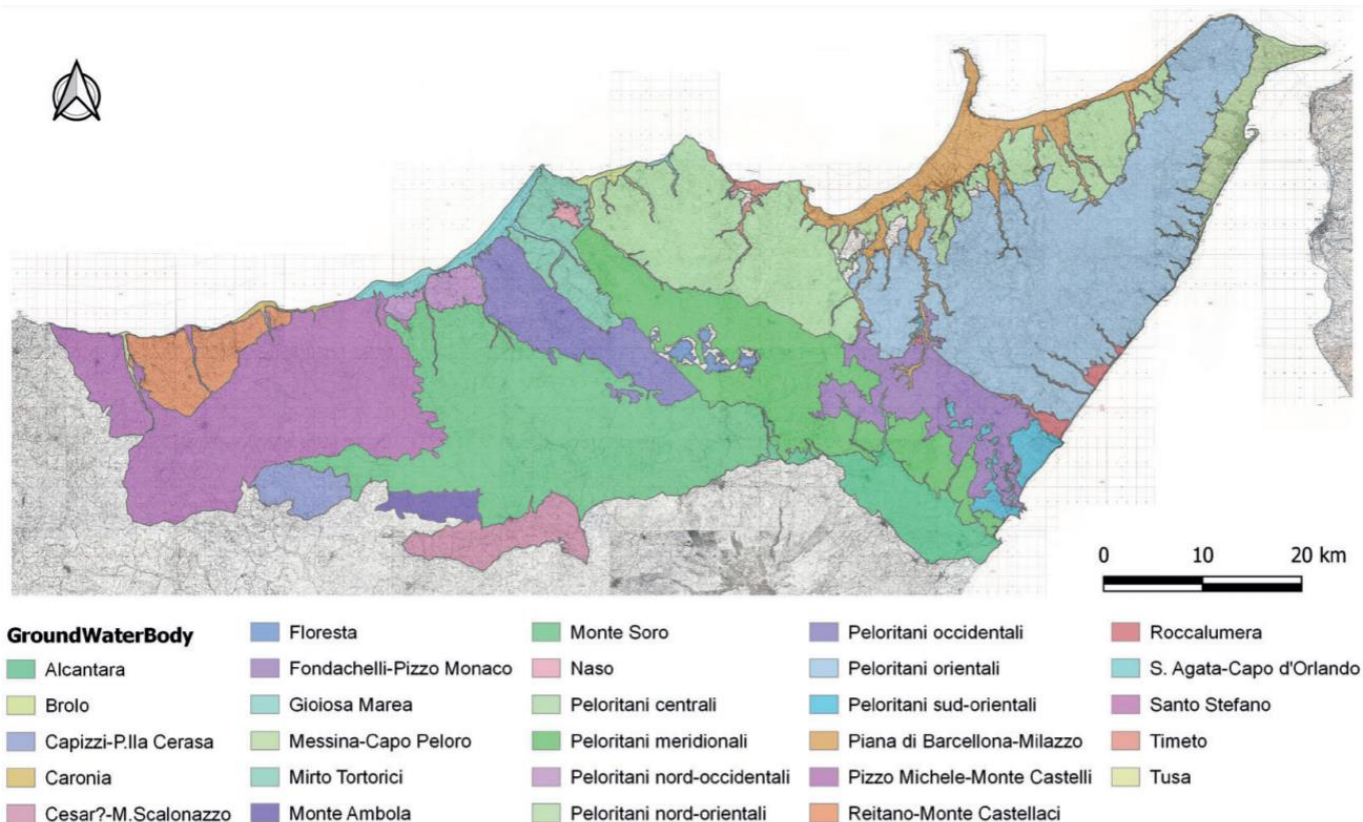 0 10 20 km
GroundWaterBody
Alcantara
Brolo
Capizzi-P.lla Cerasa
Caronia
Cesar?-M.Scalonazzo
Floresta
Fondachelli-Pizzo Monaco
Gioiosa Marea
Messina-Capo Peloro
Mirto Tortorici
Monte Ambola
Monte Soro
Naso
Peloritani centrali
Peloritani meridionali
Peloritani nord-occidentali
Peloritani nord-orientali
Peloritani occidentali
Peloritani orientali
Peloritani sud-orientali
Piana di Barcellona-Milazzo
Pizzo Michele-Monte Castelli
Reitano-Monte Castellaci
Roccalumera
S. Agata-Capo d'Orlando
Santo Stefano
Timeto
Tusa